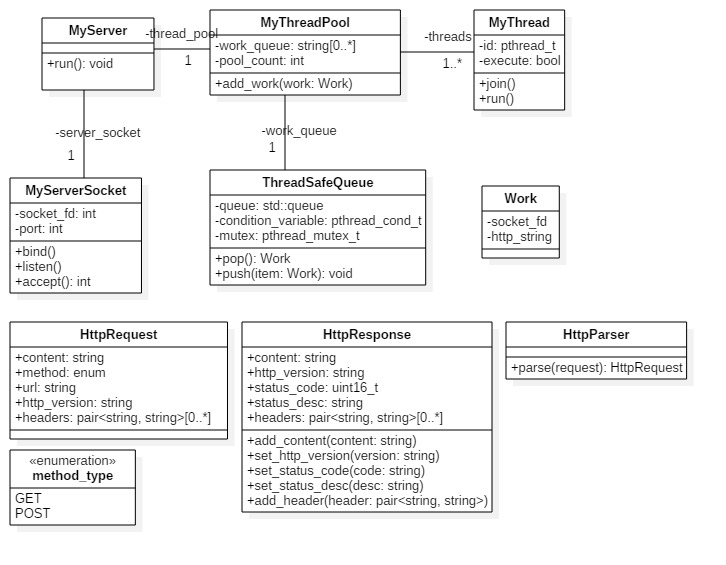 MyServer
+run(): void
-thread_pool
1
MyThreadPool
-work_queue: string[0..*]
-pool_count: int
+add_work(work: Work)
-threads
1..*
MyThread
-id: pthread_t
-execute: bool
+join()
+run()
-server_socket
1
-work_queue
1
MyServerSocket
-socket_fd: int
-port: int
+bind()
+listen()
+accept(): int
ThreadSafeQueue
-queue: std::queue
-condition_variable: pthread_cond_t
-mutex: pthread_mutex_t
+pop(): Work
+push(item: Work): void
Work
-socket_fd
-http_string
HttpRequest
+content: string
+method: enum
+url: string
+http_version: string
+headers: pair<string, string>[0..*]
HttpResponse
+content: string
+http_version: string
+status_code: uint16_t
+status_desc: string
+headers: pair<string, string>[0..*]
+add_content(content: string)
+set_http_version(version: string)
+set_status_code(code: string)
+set_status_desc(desc: string)
+add_header(header: pair<string, string>)
HttpParser
+parse(request): HttpRequest
«enumeration»
method_type
GET
POST